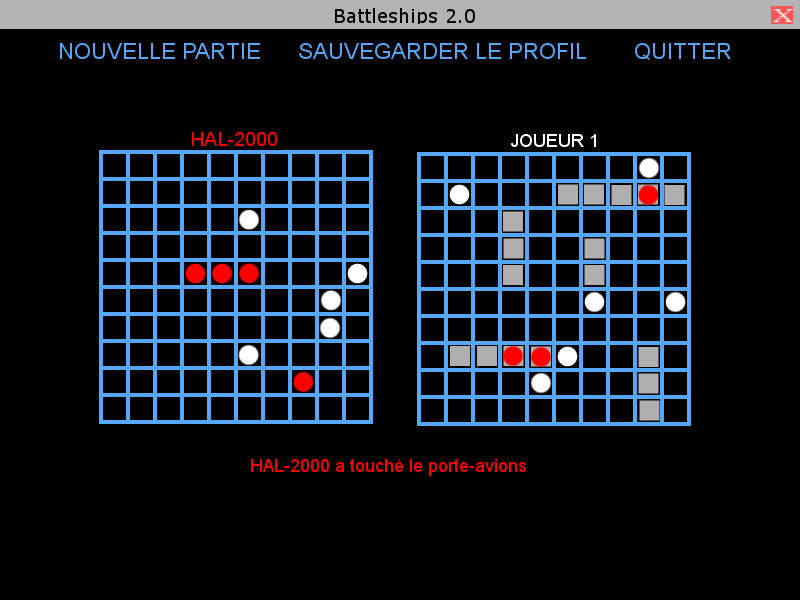 Battleships 2.0
NOUVELLE PARTIE SAUVEGARDER LE PROFIL QUITTER
HAL-2000 JOUEUR 1
HAL-2000 a touché le porte-avions